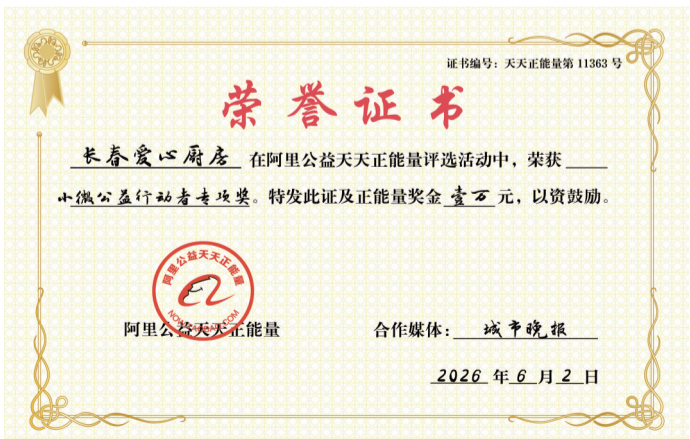 证书编号：天天正能量第 11363 号
荣誉证书
长春爱心厨房 在阿里公益天天正能量评选活动中，荣获
小微公益行动者专项奖。特发此证及正能量奖金 壹万 元，以资鼓励。
阿里公益天天正能量
阿里公益天天正能量
合作媒体： 城市晚报
2026 年 6 月 2 日